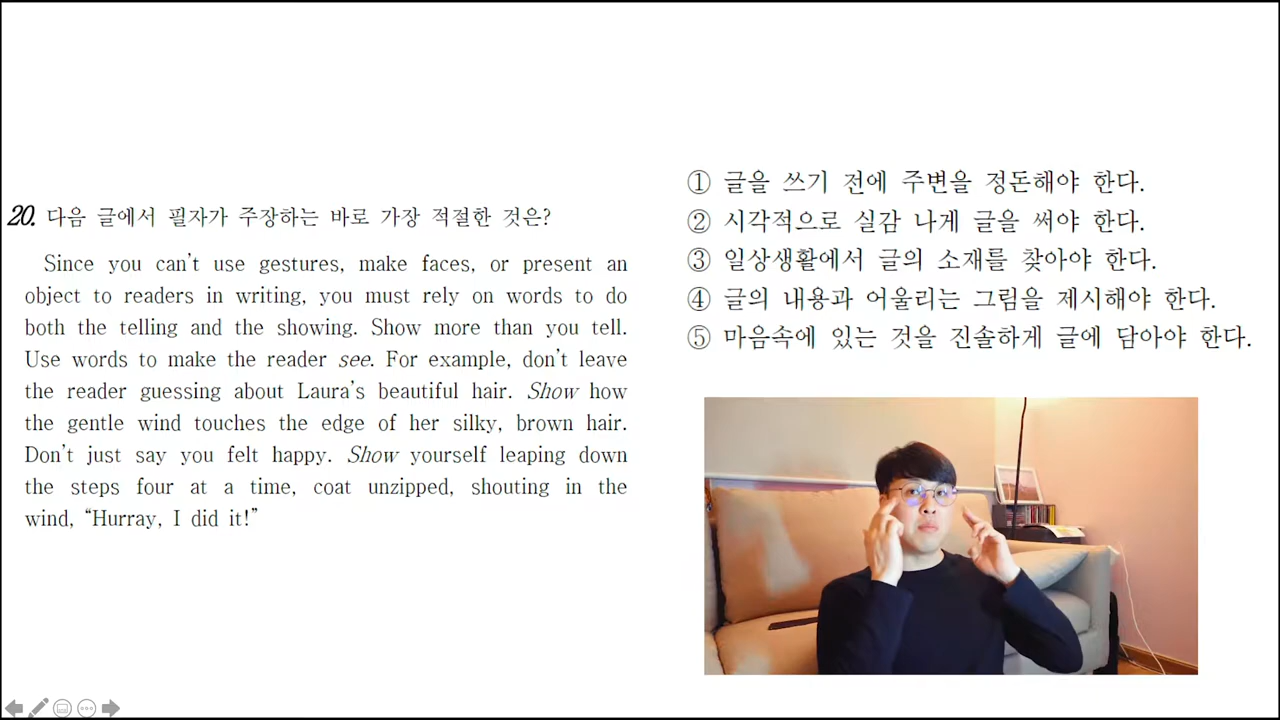 20. 다음 글에서 필자가 주장하는 바로 가장 적절한 것은?
Since you can't use gestures, make faces, or present an
object to readers in writing, you must rely on words to do
both the telling and the showing. Show more than you tell.
Use words to make the reader see. For example, don't leave
the reader guessing about Laura's beautiful hair. Show how
the gentle wind touches the edge of her silky, brown hair.
Don't just say you felt happy. Show yourself leaping down
the steps four at a time, coat unzipped, shouting in the
wind, “Hurray, I did it!”
① 글을 쓰기 전에 주변을 정돈해야 한다.
② 시각적으로 실감 나게 글을 써야 한다.
③ 일상생활에서 글의 소재를 찾아야 한다.
④ 글의 내용과 어울리는 그림을 제시해야 한다.
⑤ 마음속에 있는 것을 진솔하게 글에 담아야 한다.